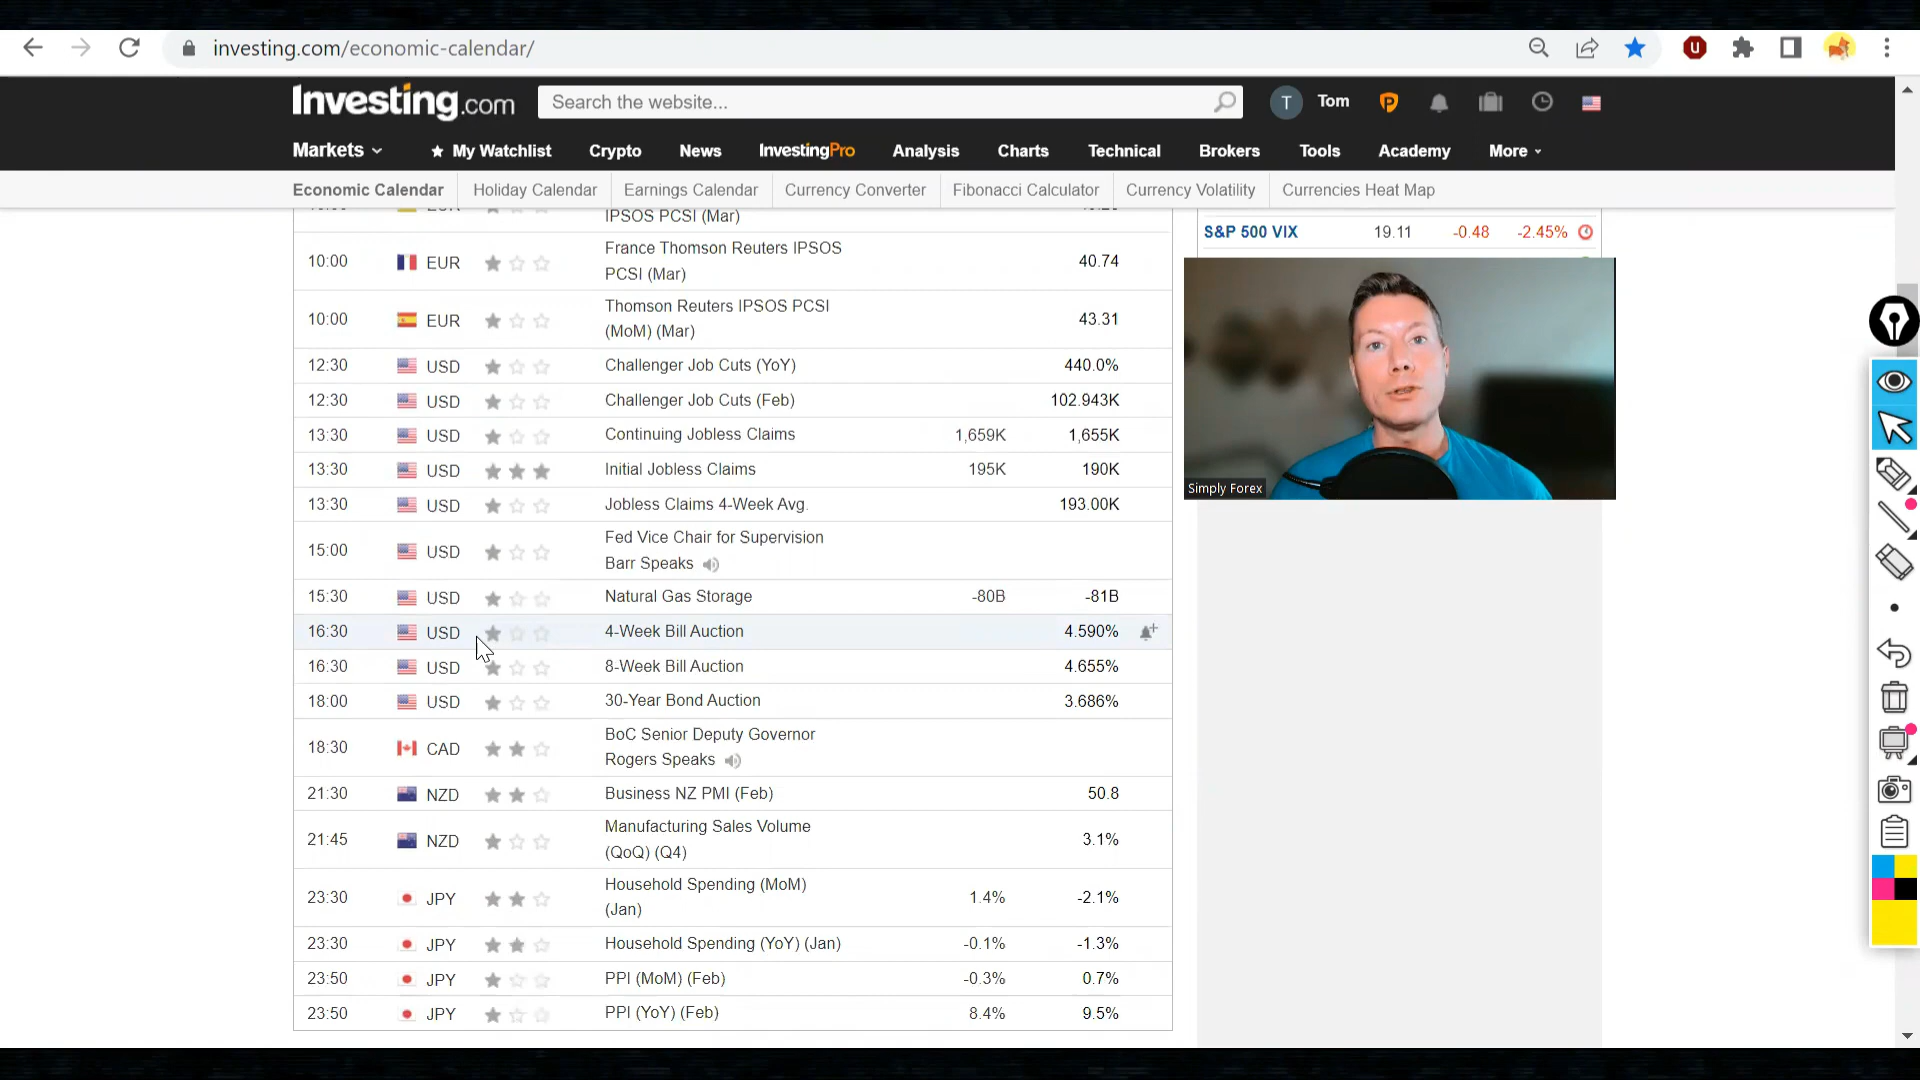 investing.com/economic-calendar/
Investing.com
Search the website...
T
Tom
Markets
My Watchlist
Crypto
News
InvestingPro
Analysis
Charts
Technical
Brokers
Tools
Academy
More
Economic Calendar
Holiday Calendar
Earnings Calendar
Currency Converter
Fibonacci Calculator
Currency Volatility
Currencies Heat Map
IPSOS PCSI (Mar)
S&P 500 VIX 19.11 -0.48 -2.45%
10:00 EUR France Thomson Reuters IPSOS
PCSI (Mar) 40.74
10:00 EUR Thomson Reuters IPSOS PCSI
(MoM) (Mar) 43.31
12:30 USD Challenger Job Cuts (YoY) 440.0%
12:30 USD Challenger Job Cuts (Feb) 102.943K
13:30 USD Continuing Jobless Claims 1,659K 1,655K
13:30 USD Initial Jobless Claims 195K 190K
13:30 USD Jobless Claims 4-Week Avg. 193.00K
15:00 USD Fed Vice Chair for Supervision
Barr Speaks
15:30 USD Natural Gas Storage -80B -81B
16:30 USD 4-Week Bill Auction 4.590%
16:30 USD 8-Week Bill Auction 4.655%
18:00 USD 30-Year Bond Auction 3.686%
18:30 CAD BoC Senior Deputy Governor
Rogers Speaks
21:30 NZD Business NZ PMI (Feb) 50.8
21:45 NZD Manufacturing Sales Volume
(QoQ) (Q4) 3.1%
23:30 JPY Household Spending (MoM)
(Jan) 1.4% -2.1%
23:30 JPY Household Spending (YoY) (Jan) -0.1% -1.3%
23:50 JPY PPI (MoM) (Feb) -0.3% 0.7%
23:50 JPY PPI (YoY) (Feb) 8.4% 9.5%
Simply Forex